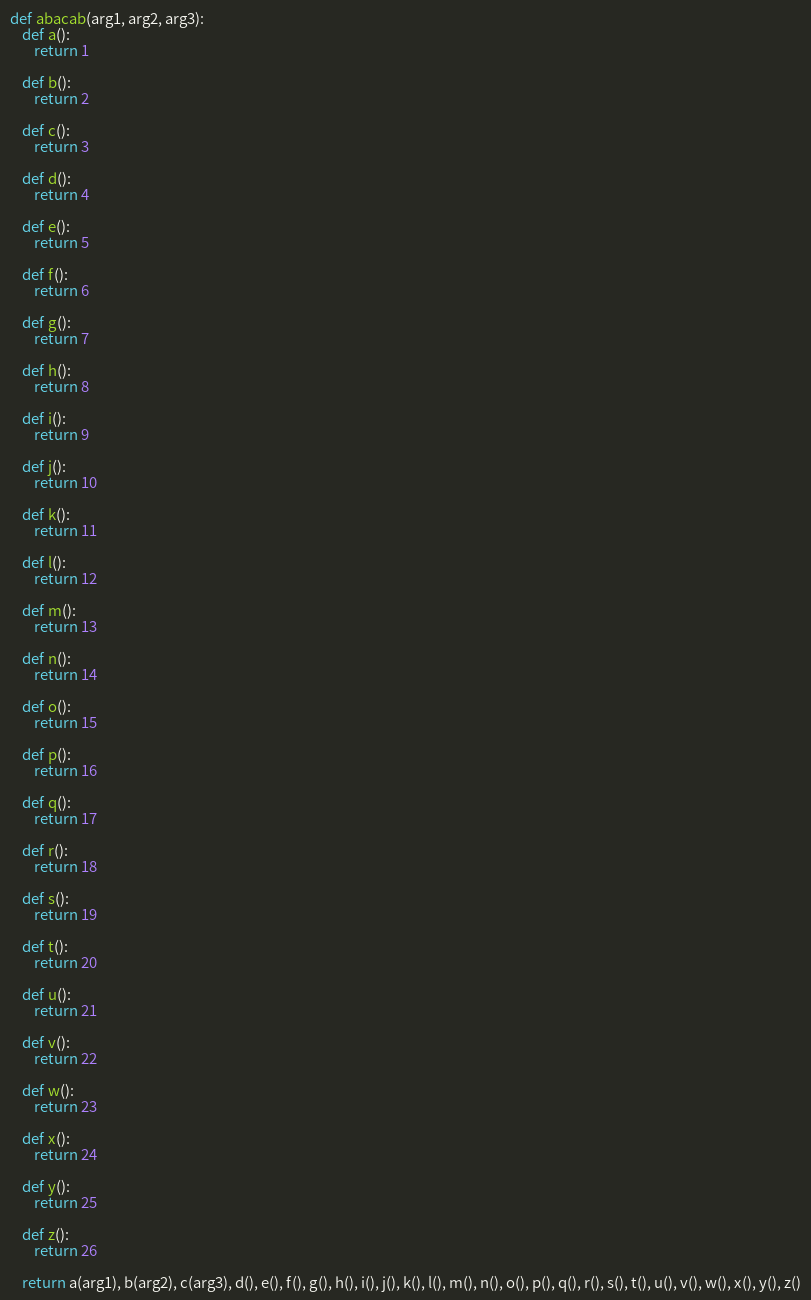 def abacab(arg1, arg2, arg3):
    def a():
        return 1

    def b():
        return 2

    def c():
        return 3

    def d():
        return 4

    def e():
        return 5

    def f():
        return 6

    def g():
        return 7

    def h():
        return 8

    def i():
        return 9

    def j():
        return 10

    def k():
        return 11

    def l():
        return 12

    def m():
        return 13

    def n():
        return 14

    def o():
        return 15

    def p():
        return 16

    def q():
        return 17

    def r():
        return 18

    def s():
        return 19

    def t():
        return 20

    def u():
        return 21

    def v():
        return 22

    def w():
        return 23

    def x():
        return 24

    def y():
        return 25

    def z():
        return 26

    return a(arg1), b(arg2), c(arg3), d(), e(), f(), g(), h(), i(), j(), k(), l(), m(), n(), o(), p(), q(), r(), s(), t(), u(), v(), w(), x(), y(), z()